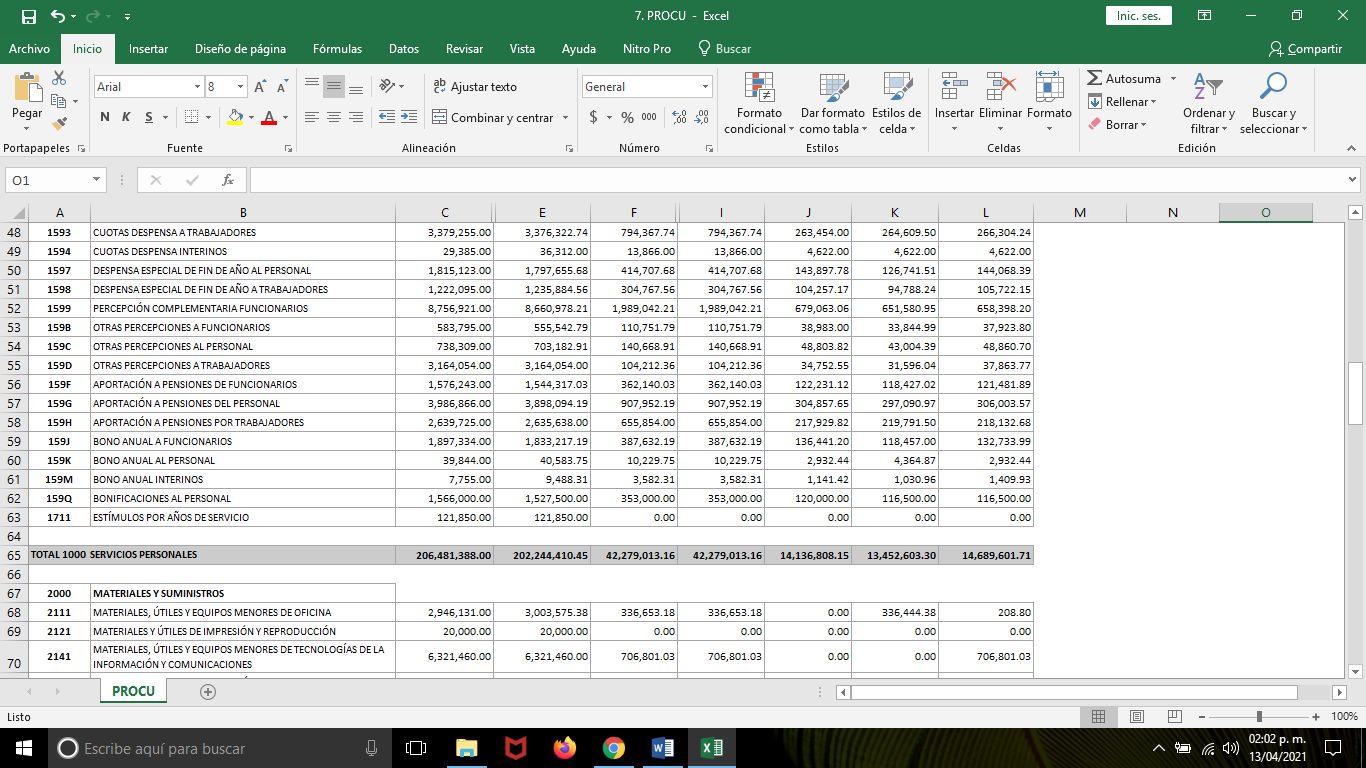 7. PROCU - Excel
Inic. ses.
Archivo Inicio Insertar Diseño de página Fórmulas Datos Revisar Vista Ayuda Nitro Pro Buscar Compartir
Pegar
Portapapeles
Arial 8
N K S
Fuente
Ajustar texto
Combinar y centrar
Alineación
General
$ % 000
Número
Formato condicional
Dar formato como tabla
Estilos de celda
Estilos
Insertar Eliminar Formato
Celdas
Autosuma
Rellenar
Borrar
Ordenar y filtrar
Buscar y seleccionar
Edición
O1 fx
A B C E F I J K L M N O
48 1593 CUOTAS DESPENSA A TRABAJADORES 3,379,255.00 3,376,322.74 794,367.74 794,367.74 263,454.00 264,609.50 266,304.24
49 1594 CUOTAS DESPENSA INTERINOS 29,385.00 36,312.00 13,866.00 13,866.00 4,622.00 4,622.00 4,622.00
50 1597 DESPENSA ESPECIAL DE FIN DE AÑO AL PERSONAL 1,815,123.00 1,797,655.68 414,707.68 414,707.68 143,897.78 126,741.51 144,068.39
51 1598 DESPENSA ESPECIAL DE FIN DE AÑO A TRABAJADORES 1,222,095.00 1,235,884.56 304,767.56 304,767.56 104,257.17 94,788.24 105,722.15
52 1599 PERCEPCIÓN COMPLEMENTARIA FUNCIONARIOS 8,756,921.00 8,660,978.21 1,989,042.21 1,989,042.21 679,063.06 651,580.95 658,398.20
53 159B OTRAS PERCEPCIONES A FUNCIONARIOS 583,795.00 555,542.79 110,751.79 110,751.79 38,983.00 33,844.99 37,923.80
54 159C OTRAS PERCEPCIONES AL PERSONAL 738,309.00 703,182.91 140,668.91 140,668.91 48,803.82 43,004.39 48,860.70
55 159D OTRAS PERCEPCIONES A TRABAJADORES 3,164,054.00 3,164,054.00 104,212.36 104,212.36 34,752.55 31,596.04 37,863.77
56 159F APORTACIÓN A PENSIONES DE FUNCIONARIOS 1,576,243.00 1,544,317.03 362,140.03 362,140.03 122,231.12 118,427.02 121,481.89
57 159G APORTACIÓN A PENSIONES DEL PERSONAL 3,986,866.00 3,898,094.19 907,952.19 907,952.19 304,857.65 297,090.97 306,003.57
58 159H APORTACIÓN A PENSIONES POR TRABAJADORES 2,639,725.00 2,635,638.00 655,854.00 655,854.00 217,929.82 219,791.50 218,132.68
59 159J BONO ANUAL A FUNCIONARIOS 1,897,334.00 1,833,217.19 387,632.19 387,632.19 136,441.20 118,457.00 132,733.99
60 159K BONO ANUAL AL PERSONAL 39,844.00 40,583.75 10,229.75 10,229.75 2,932.44 4,364.87 2,932.44
61 159M BONO ANUAL INTERINOS 7,755.00 9,488.31 3,582.31 3,582.31 1,141.42 1,030.96 1,409.93
62 159Q BONIFICACIONES AL PERSONAL 1,566,000.00 1,527,500.00 353,000.00 353,000.00 120,000.00 116,500.00 116,500.00
63 1711 ESTÍMULOS POR AÑOS DE SERVICIO 121,850.00 121,850.00 0.00 0.00 0.00 0.00 0.00
64
65 TOTAL 1000 SERVICIOS PERSONALES 206,481,388.00 202,244,410.45 42,279,013.16 42,279,013.16 14,136,808.15 13,452,603.30 14,689,601.71
66
67 2000 MATERIALES Y SUMINISTROS
68 2111 MATERIALES, ÚTILES Y EQUIPOS MENORES DE OFICINA 2,946,131.00 3,003,575.38 336,653.18 336,653.18 0.00 336,444.38 208.80
69 2121 MATERIALES Y ÚTILES DE IMPRESIÓN Y REPRODUCCIÓN 20,000.00 20,000.00 0.00 0.00 0.00 0.00 0.00
70 2141 MATERIALES, ÚTILES Y EQUIPOS MENORES DE TECNOLOGÍAS DE LA
INFORMACIÓN Y COMUNICACIONES 6,321,460.00 6,321,460.00 706,801.03 706,801.03 0.00 0.00 706,801.03
PROCU
Listo 100%
Escribe aquí para buscar
02:02 p. m.
13/04/2021